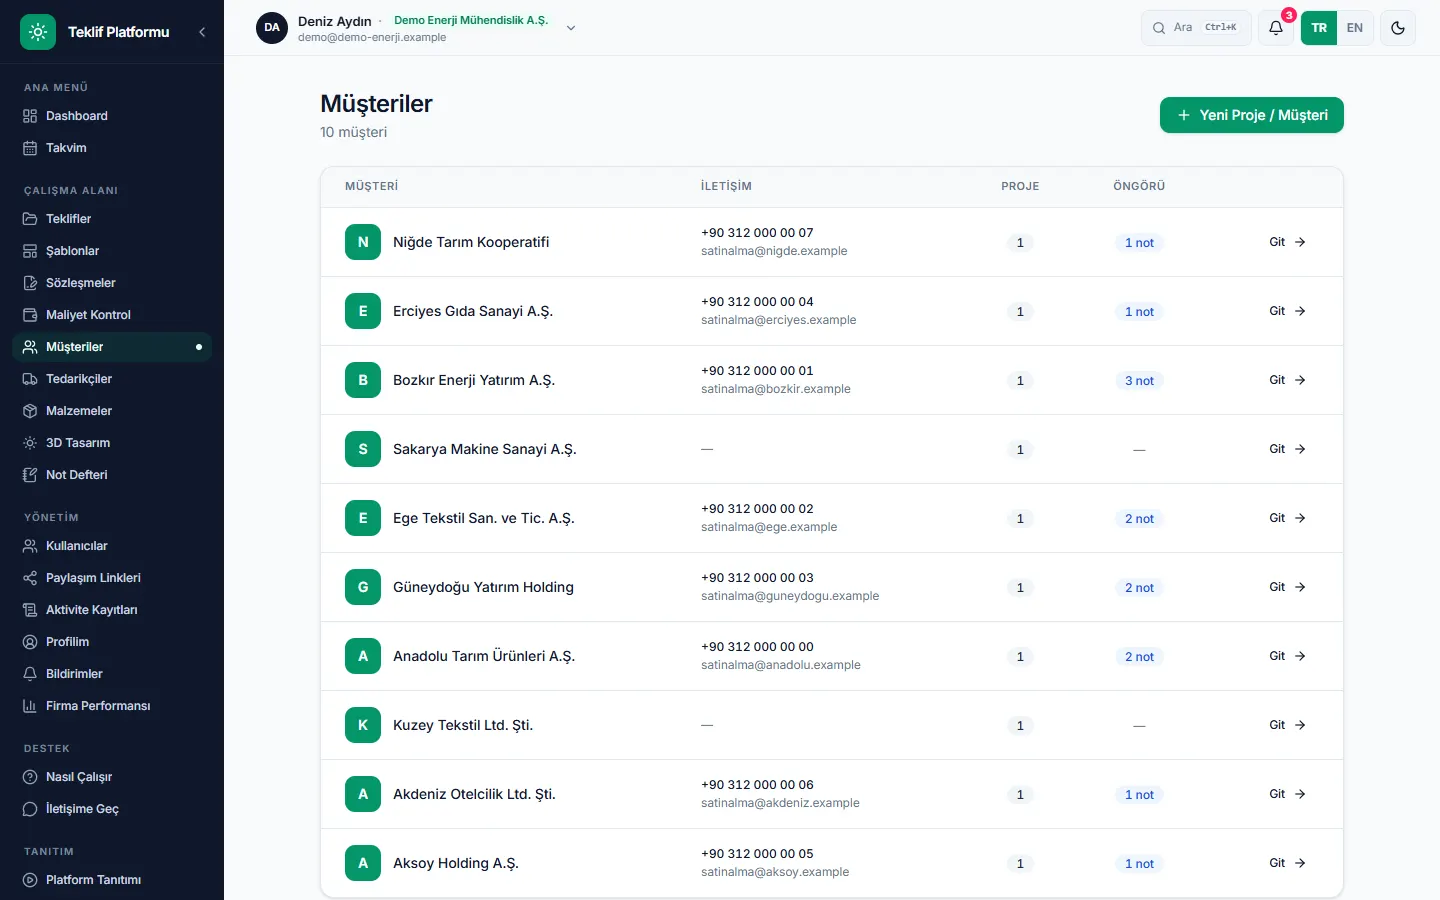 Teklif Platformu
ANA MENÜ
Dashboard
Takvim
ÇALIŞMA ALANI
Teklifler
Şablonlar
Sözleşmeler
Maliyet Kontrol
Müşteriler
Tedarikçiler
Malzemeler
3D Tasarım
Not Defteri
YÖNETİM
Kullanıcılar
Paylaşım Linkleri
Aktivite Kayıtları
Profilim
Bildirimler
Firma Performansı
DESTEK
Nasıl Çalışır
İletişime Geç
TANITIM
Platform Tanıtımı
DA
Deniz Aydın · Demo Enerji Mühendislik A.Ş.
demo@demo-enerji.example
Ara Ctrl+K
3
TR EN
Müşteriler
10 müşteri
+ Yeni Proje / Müşteri
MÜŞTERİ İLETİŞİM PROJE ÖNGÖRÜ
N Niğde Tarım Kooperatifi +90 312 000 00 07 1 1 not Git →
satinalma@nigde.example
E Erciyes Gıda Sanayi A.Ş. +90 312 000 00 04 1 1 not Git →
satinalma@erciyes.example
B Bozkır Enerji Yatırım A.Ş. +90 312 000 00 01 1 3 not Git →
satinalma@bozkir.example
S Sakarya Makine Sanayi A.Ş. — 1 — Git →
E Ege Tekstil San. ve Tic. A.Ş. +90 312 000 00 02 1 2 not Git →
satinalma@ege.example
G Güneydoğu Yatırım Holding +90 312 000 00 03 1 2 not Git →
satinalma@guneydogu.example
A Anadolu Tarım Ürünleri A.Ş. +90 312 000 00 00 1 2 not Git →
satinalma@anadolu.example
K Kuzey Tekstil Ltd. Şti. — 1 — Git →
A Akdeniz Otelcilik Ltd. Şti. +90 312 000 00 06 1 1 not Git →
satinalma@akdeniz.example
A Aksoy Holding A.Ş. +90 312 000 00 05 1 1 not Git →
satinalma@aksoy.example